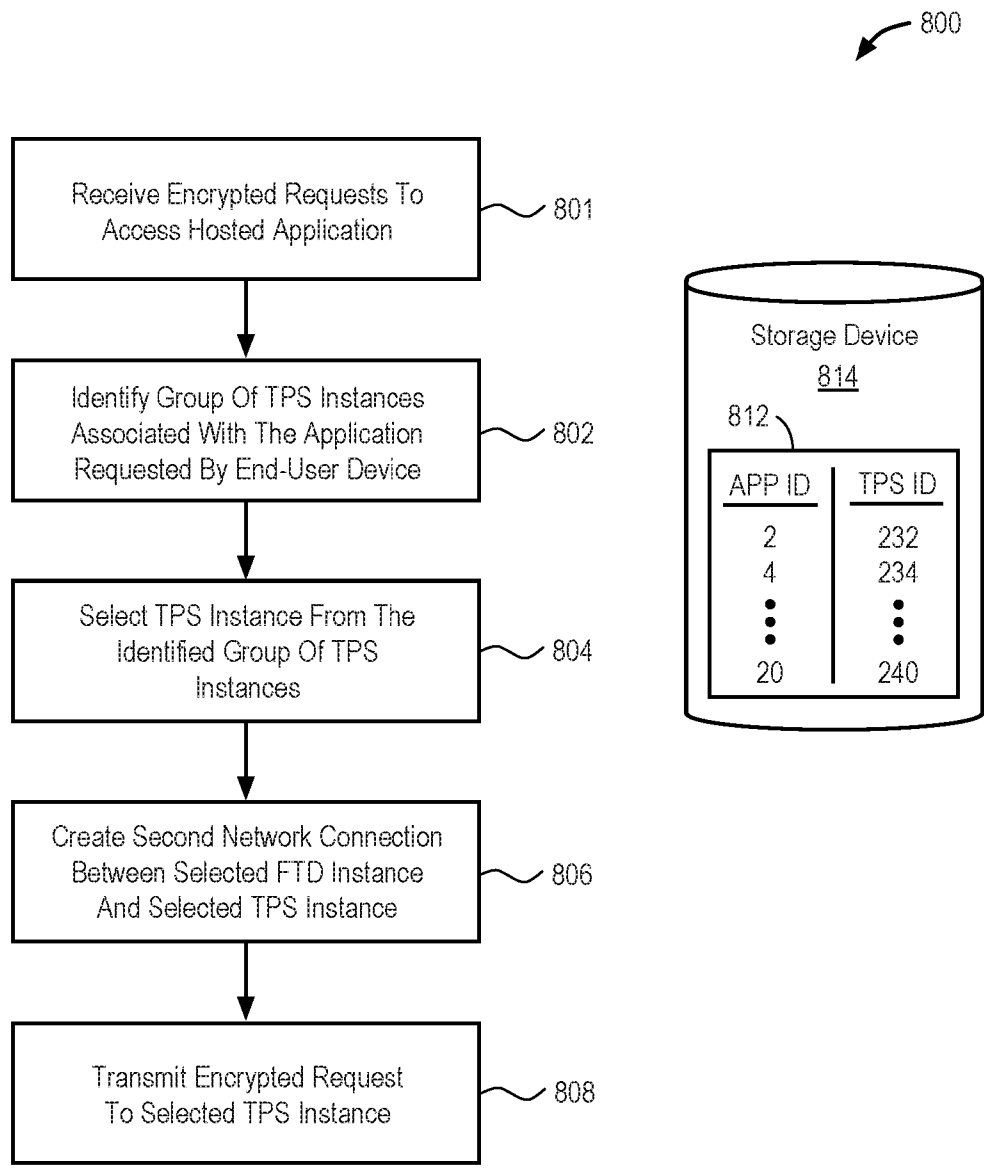 800
Receive Encrypted Requests To
Access Hosted Application
801
Identify Group Of TPS Instances
Associated With The Application
Requested By End-User Device
802
Select TPS Instance From The
Identified Group Of TPS
Instances
804
Create Second Network Connection
Between Selected FTD Instance
And Selected TPS Instance
806
Transmit Encrypted Request
To Selected TPS Instance
808
Storage Device
814
812
APP ID TPS ID
2 232
4 234
20 240